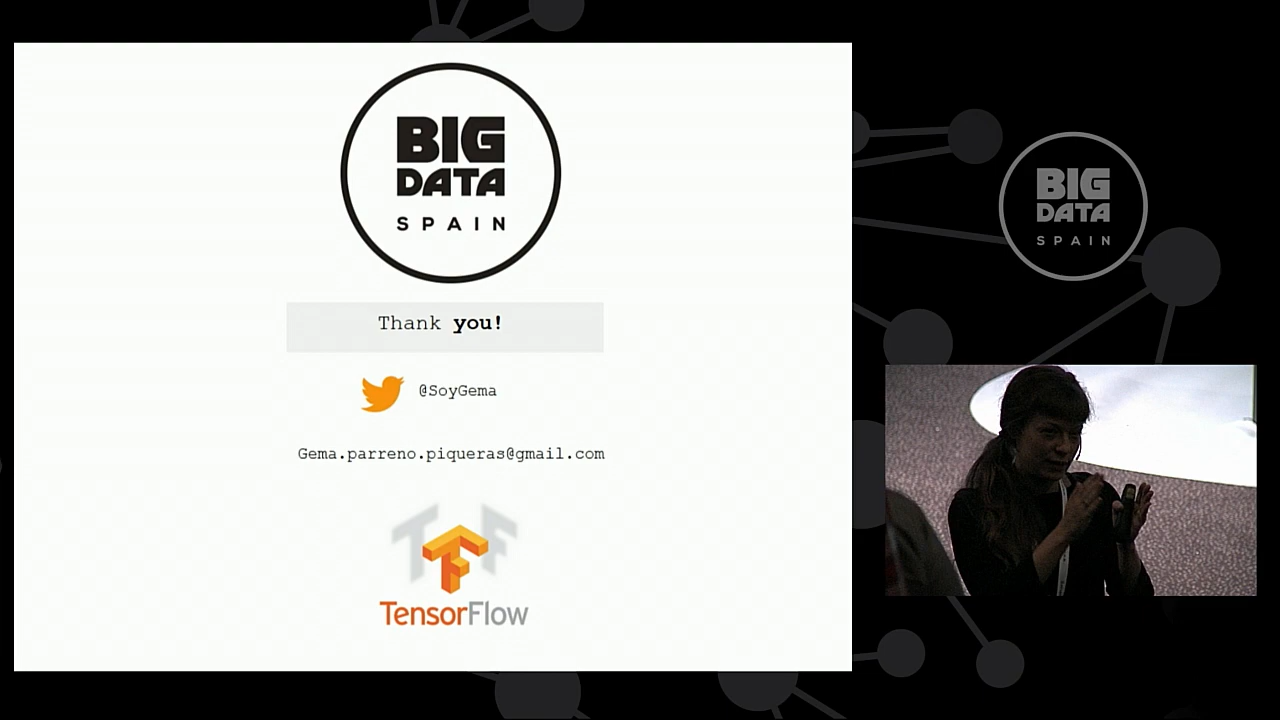 BIG
DATA
SPAIN
Thank you!
@SoyGema
Gema.parreno.piqueras@gmail.com
TensorFlow
BIG
DATA
SPAIN